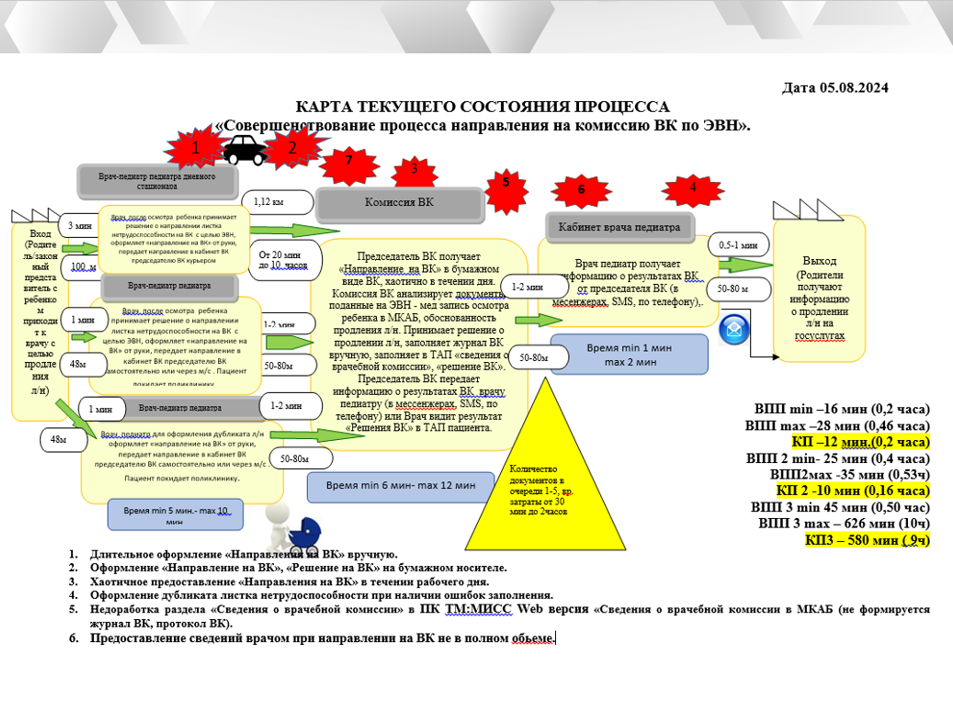 Дата 05.08.2024
КАРТА ТЕКУЩЕГО СОСТОЯНИЯ ПРОЦЕССА
«Совершенствование процесса направления на комиссию ВК по ЭВН».
1
2
7
3
5
6
4
Врач-педиатр педиатра дневного
стационара
1,12 км
Комиссия ВК
Кабинет врача педиатра
Вход
(Родите
ль/закон
ный
предста
витель с
ребенко
м
приходи
т к
врачу с
целью
продле
ния
л/н)
3 мин
100 м
Врач после осмотра ребенка принимает
решение о направлении листка
нетрудоспособности на ВК с целью ЭВН,
оформляет «направление на ВК» от руки,
передает направление в кабинет ВК
председателю ВК курьером
От 20 мин
до 10 часов
Врач-педиатр педиатра
1 мин
48м
Врач после осмотра ребенка
принимает решение о направлении
листка нетрудоспособности на ВК с
целью ЭВН, оформляет «направление на
ВК» от руки, передает направление в
кабинет ВК председателю ВК
самостоятельно или через м/с . Пациент
покидает поликлинику.
1-2 мин
50-80м
Врач-педиатр педиатра
1 мин
48м
1-2 мин
50-80м
Врач педиатр для оформления дубликата л/н
оформляет «направление на ВК» от руки,
передает направление в кабинет ВК
председателю ВК самостоятельно или через м/с .
Пациент покидает поликлинику.
Время min 5 мин.- max 10
мин
Председатель ВК получает
«Направление на ВК» в бумажном
виде ВК, хаотично в течении дня.
Комиссия ВК анализирует документы
поданные на ЭВН - мед запись осмотра
ребенка в МКАБ, обоснованность
продления л/н. Принимает решение о
продлении л/н, заполняет журнал ВК
вручную, заполняет в ТАП «сведения о
врачебной комиссии», «решение ВК».
Председатель ВК передает
информацию о результатах ВК врачу
педиатру (в мессенжерах, SMS, по
телефону) или Врач видит результат
«Решения ВК» в ТАП пациента.
Время min 6 мин- max 12 мин
1-2 мин
50-80м
Врач педиатр получает
информацию о результатах ВК
от председателя ВК (в
месенжерах, SMS, по телефону),.
Время min 1 мин
max 2 мин
0,5-1 мин
50-80 м
Выход
(Родители
получают
информацию
о продлении
л/н на
госуслугах
Количество
документов в
очереди 1-5, вр.
затраты от 30
мин до 2часов
ВПП min –16 мин (0,2 часа)
ВПП max –28 мин (0,46 часа)
КП –12 мин.(0,2 часа)
ВПП 2 min- 25 мин (0,4 часа)
ВПП2мах -35 мин (0,53ч)
КП 2 -10 мин (0,16 часа)
ВПП 3 min 45 мин (0,50 час)
ВПП 3 max – 626 мин (10ч)
КП3 – 580 мин ( 9ч)
1. Длительное оформление «Направления на ВК» вручную.
2. Оформление «Направление на ВК», «Решение на ВК» на бумажном носителе.
3. Хаотичное предоставление «Направления на ВК» в течении рабочего дня.
4. Оформление дубликата листка нетрудоспособности при наличии ошибок заполнения.
5. Недоработка раздела «Сведения о врачебной комиссии» в ПК ТМ:МИСС Web версия «Сведения о врачебной комиссии в МКАБ (не формируется
журнал ВК, протокол ВК).
6. Предоставление сведений врачом при направлении на ВК не в полном обьеме.